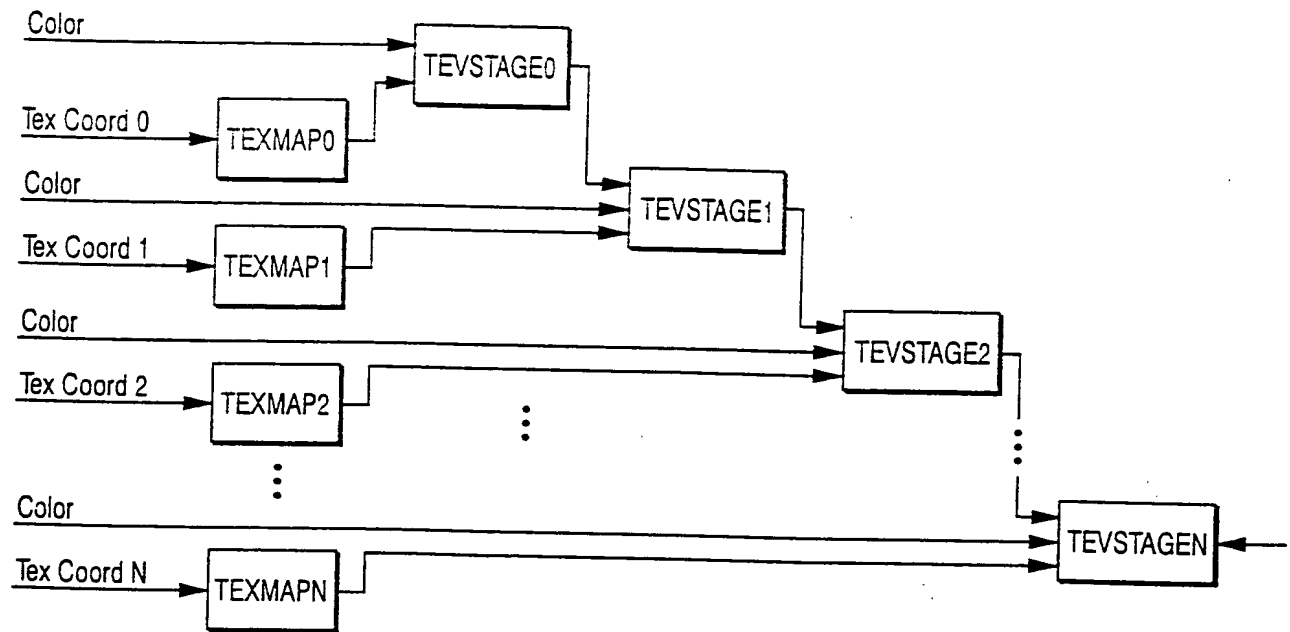 Color
TEVSTAGE0
Tex Coord 0
TEXMAP0
Color
TEVSTAGE1
Tex Coord 1
TEXMAP1
Color
TEVSTAGE2
Tex Coord 2
TEXMAP2
Color
TEVSTAGEN
Tex Coord N
TEXMAPN